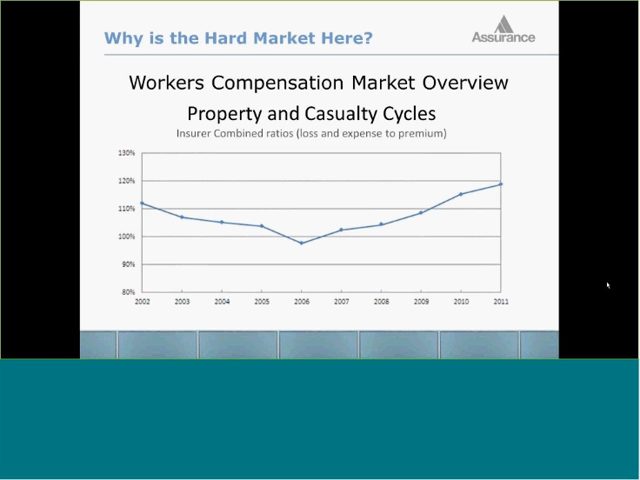 Why is the Hard Market Here?
Assurance
Workers Compensation Market Overview
Property and Casualty Cycles
Insurer Combined ratios (loss and expense to premium)
130%
120%
110%
100%
90%
80%
2002 2003 2004 2005 2006 2007 2008 2009 2010 2011